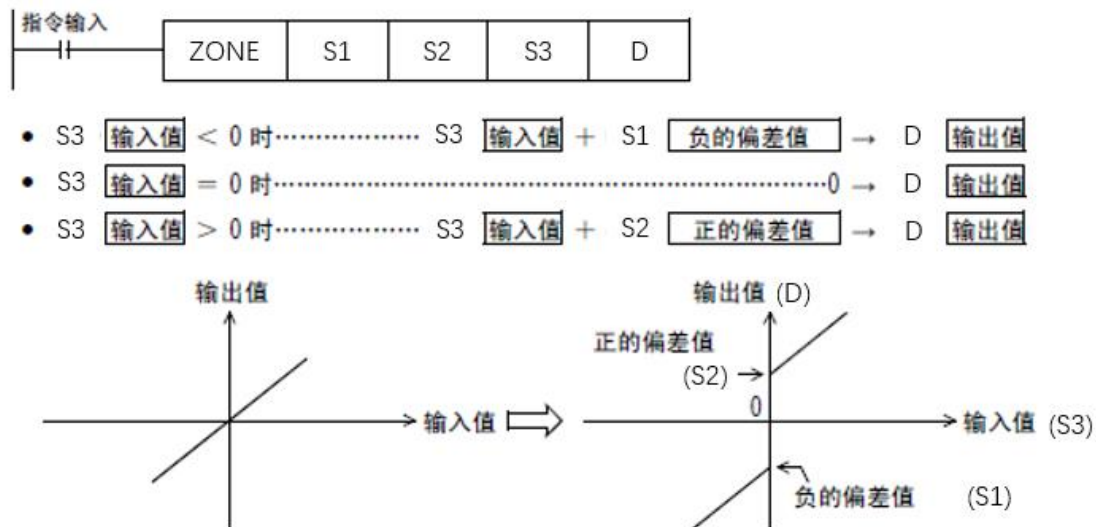 指令输入
ZONE S1 S2 S3 D
• S3 输入值 < 0 时……………… S3 输入值 + S1 负的偏差值 → D 输出值
• S3 输入值 = 0 时………………………………………………0 → D 输出值
• S3 输入值 > 0 时……………… S3 输入值 + S2 正的偏差值 → D 输出值
输出值
输入值
输出值 (D)
正的偏差值
(S2)
0
输入值 (S3)
负的偏差值 (S1)